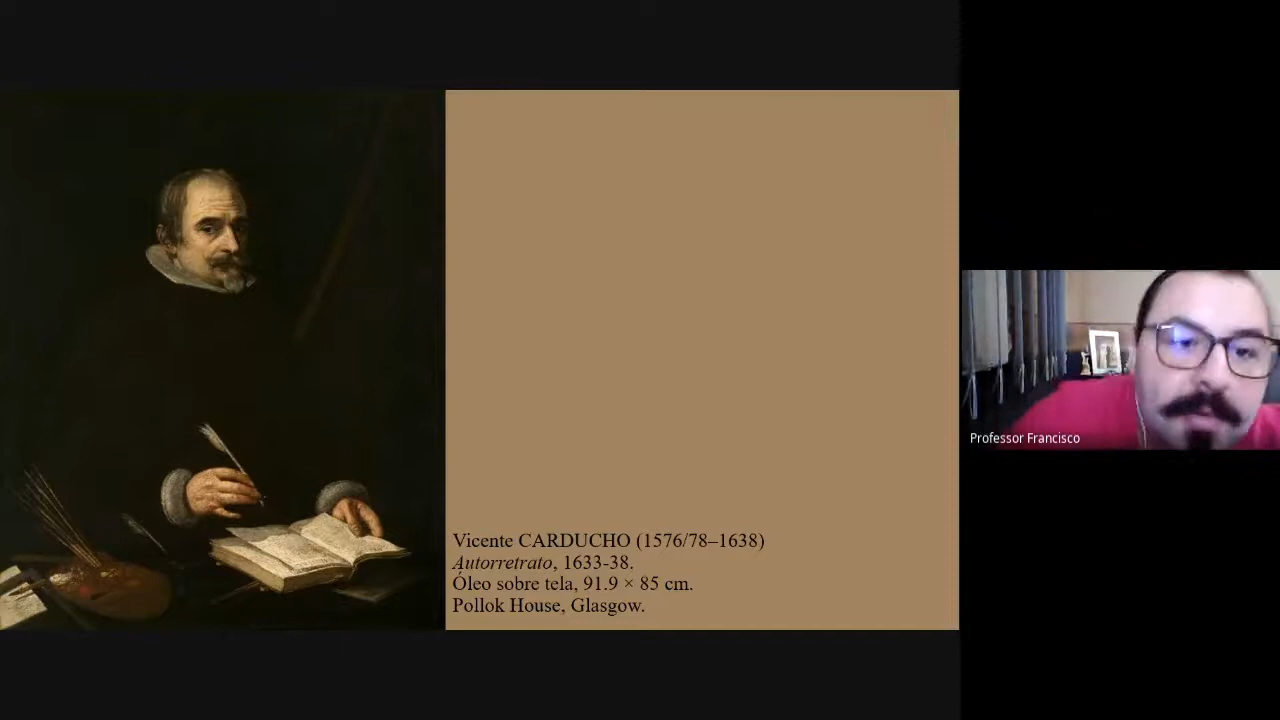 Vicente CARDUCHO (1576/78–1638)
Autorretrato, 1633-38.
Óleo sobre tela, 91.9 × 85 cm.
Pollok House, Glasgow.
Professor Francisco